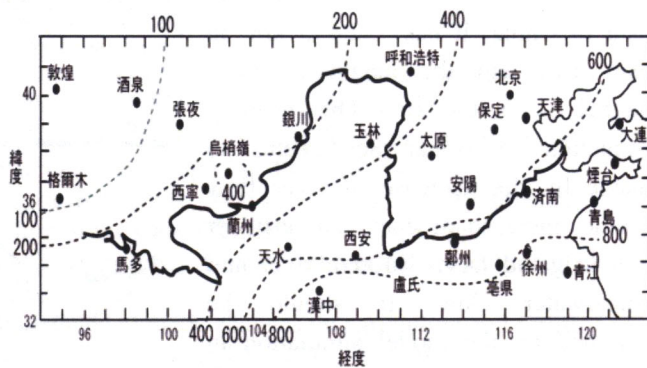 100 200 400
敦煌 酒泉 張夜 呼和浩特 北京 600
40 銀川 玉林 保定 天津 大連
烏梢嶺 太原
緯度
格爾木 西寧 400 安陽 済南 煙台
36 蘭州 青島
100
200 馬多 天水 西安 鄭州 徐州 800
盧氏 亳県 青江
漢中
32
96 100 400 600 104 800 108 112 116 120
経度